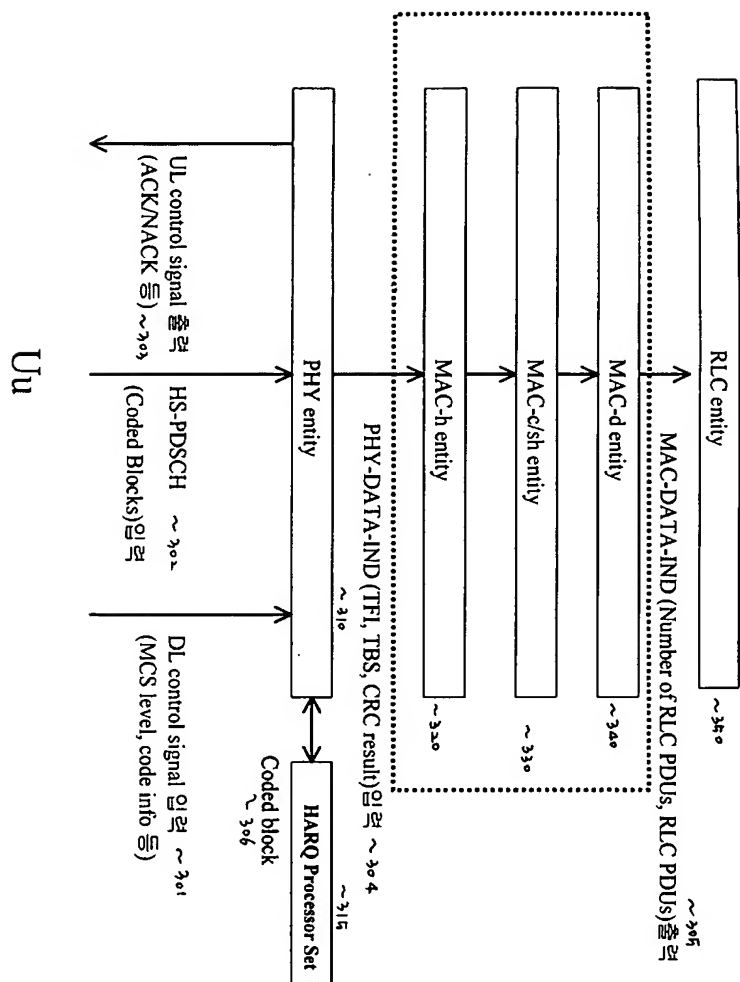 RLC entity
~350
MAC-DATA-IND (Number of RLC PDUs, RLC PDUs)출력
~305
MAC-d entity
~340
MAC-c/sh entity
~330
MAC-h entity
~320
PHY-DATA-IND (TFI, TBS, CRC result)입력 ~304
PHY entity
~310
HARQ Processor Set
~315
Coded block
~306
UL control signal 출력
(ACK/NACK 등) ~303
HS-PDSCH ~302
(Coded Blocks)입력
DL control signal 입력 ~301
(MCS level, code info 등)
Uu